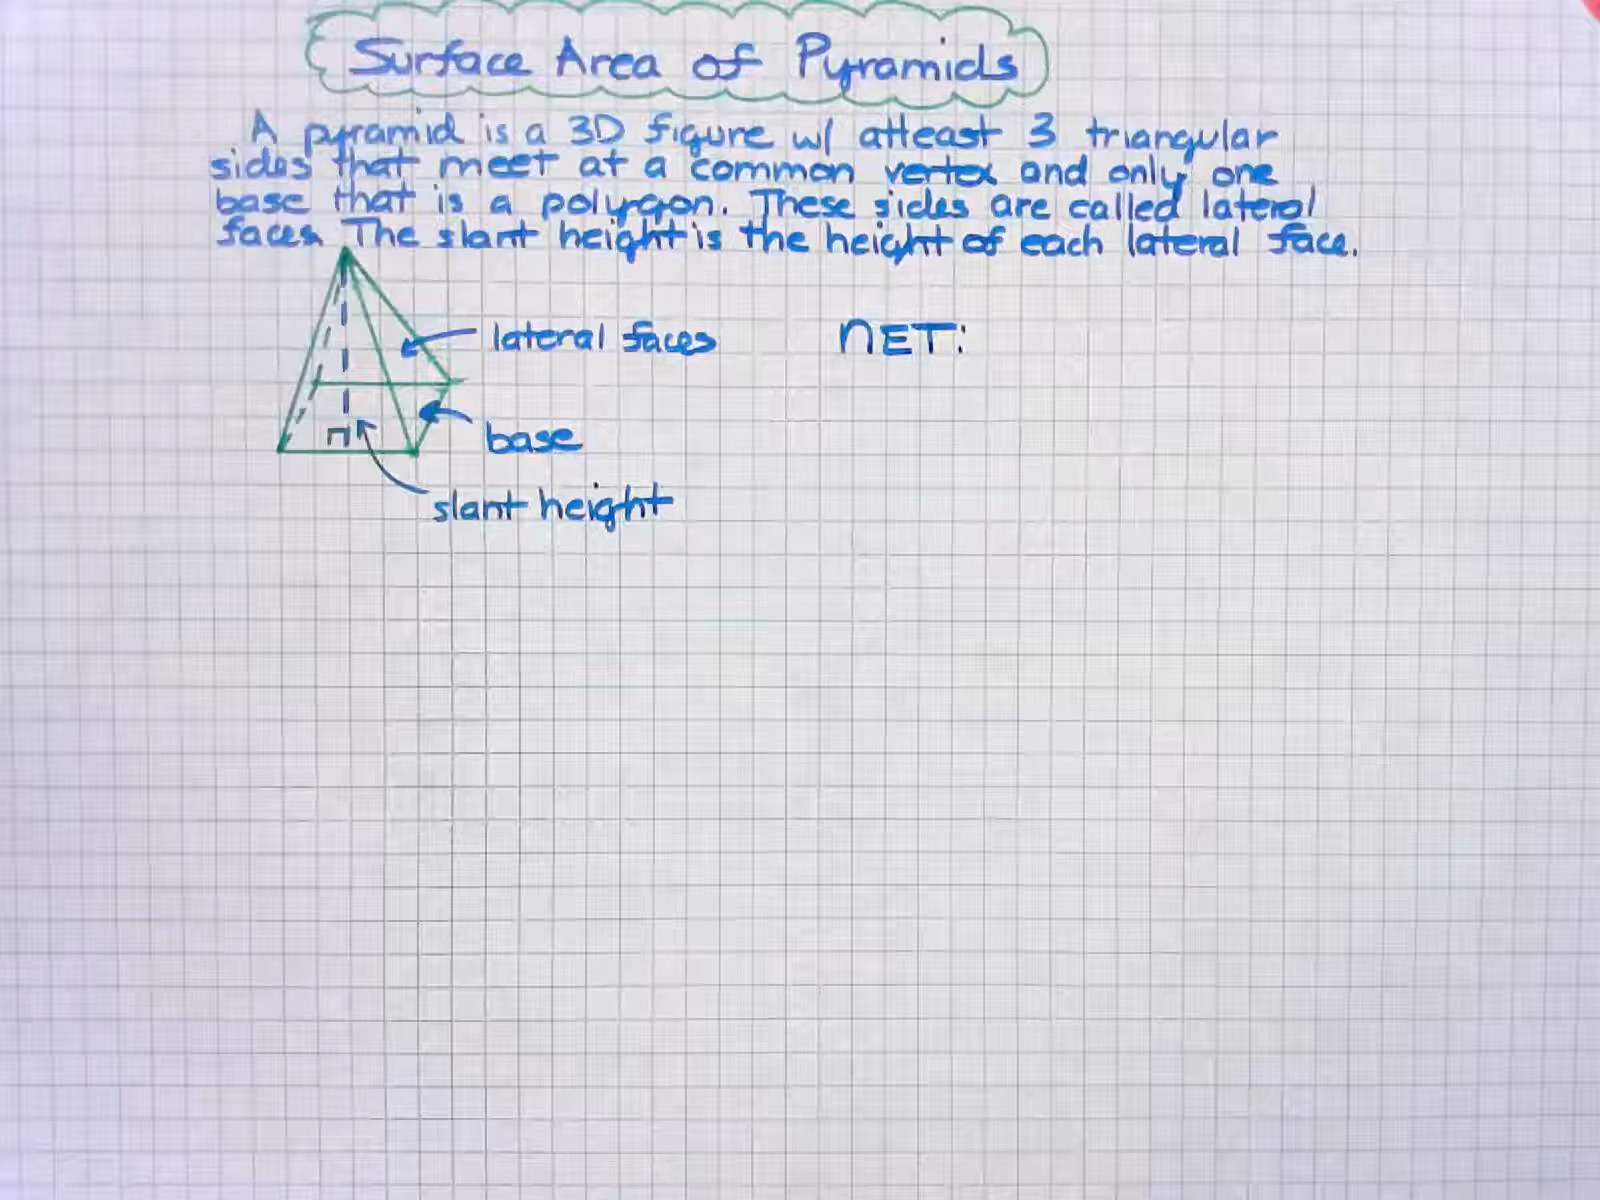 Surface Area of Pyramids
A pyramid is a 3D figure w/ atleast 3 triangular
sides that meet at a common vertex and only one
base that is a polygon. These sides are called lateral
faces. The slant height is the height of each lateral face.
lateral faces
NET:
base
slant height